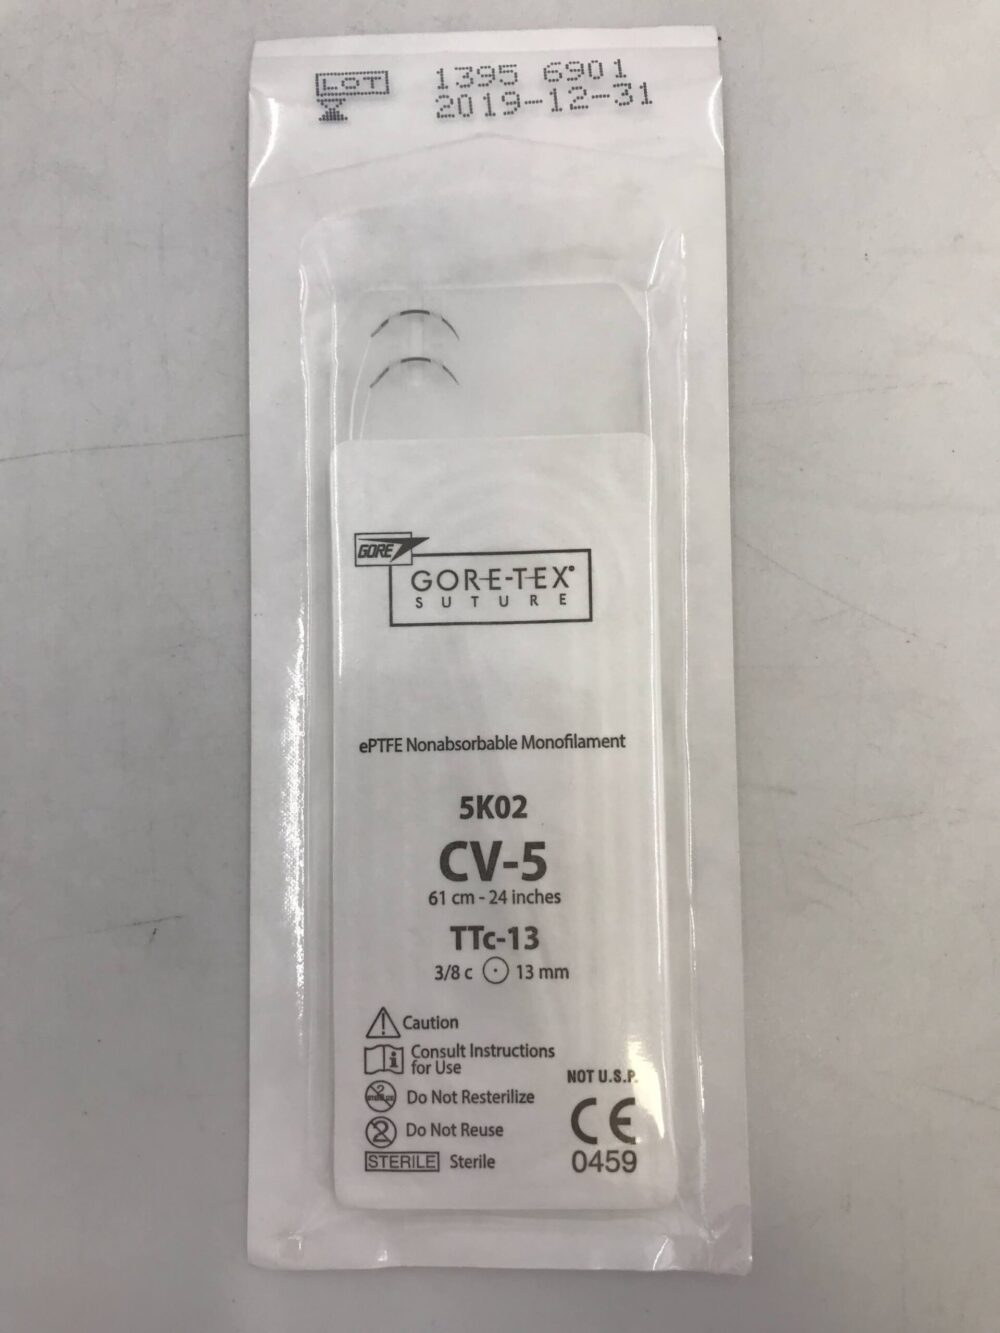 LOT 1395 6901
2019-12-31
GORE
GORE-TEX®
SUTURE
ePTFE Nonabsorbable Monofilament
5K02
CV-5
61 cm - 24 inches
TTc-13
3/8 c 13 mm
Caution
Consult Instructions
for Use
NOT U.S.P.
Do Not Resterilize
2 Do Not Reuse
CE
STERILE Sterile
0459